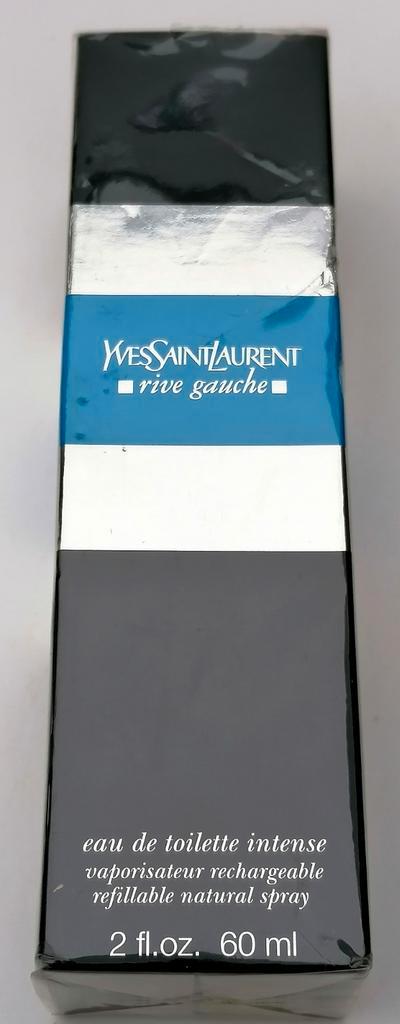 YVESSAINTLAURENT
rive gauche
eau de toilette intense
vaporisateur rechargeable
refillable natural spray
2 fl.oz. 60 ml